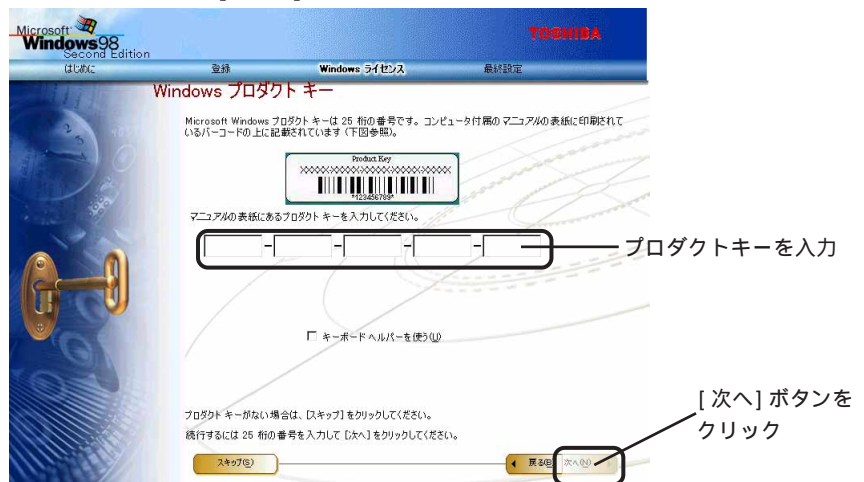 Microsoft
Windows98
Second Edition
TOSHIBA
はじめに 登録 Windows ライセンス 最終設定
Windows プロダクト キー
Microsoft Windows プロダクト キーは 25 桁の番号です。コンピュータ付属の マニュアルの表紙に印刷されて
いるバーコードの上に記載されています (下図参照)。
Product Key
XXXXX-XXXXX-XXXXX-XXXXX-XXXXX
*123456789*
マニュアルの表紙にあるプロダクト キーを入力してください。
- - - -
プロダクトキーを入力
キーボード ヘルパーを使う(U)
プロダクト キーがない場合は、[スキップ] をクリックしてください。
続行するには 25 桁の番号を入力して [次へ] をクリックしてください。
[ 次へ] ボタンを
クリック
スキップ(S) 戻る(B) 次へ(N)